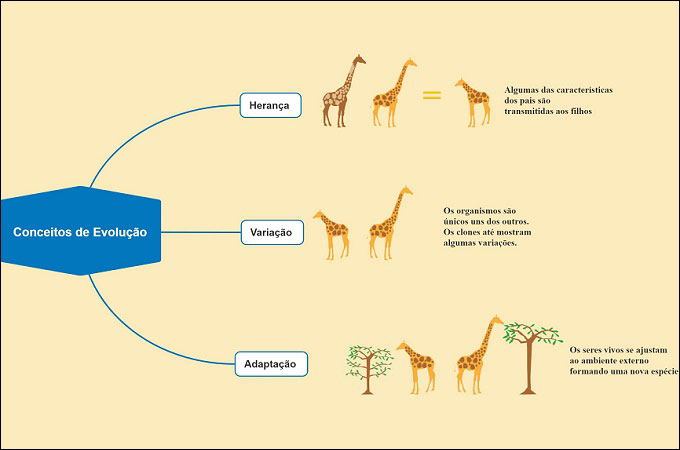 Conceitos de Evolução
Herança
Algumas das características
dos pais são
transmitidas aos filhos
Variação
Os organismos são
únicos uns dos outros.
Os clones até mostram
algumas variações.
Adaptação
Os seres vivos se ajustam
ao ambiente externo
formando uma nova espécie